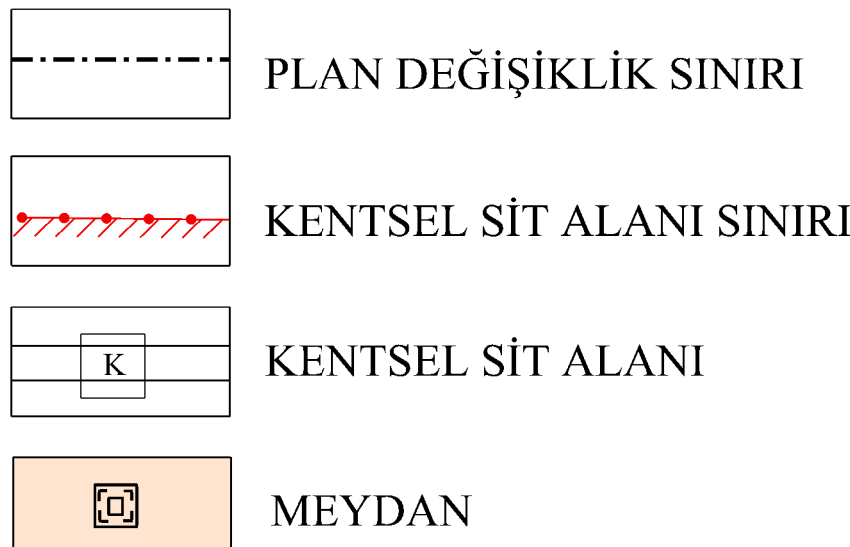 PLAN DEĞİŞİKLİK SINIRI
KENTSEL SİT ALANI SINIRI
K KENTSEL SİT ALANI
MEYDAN